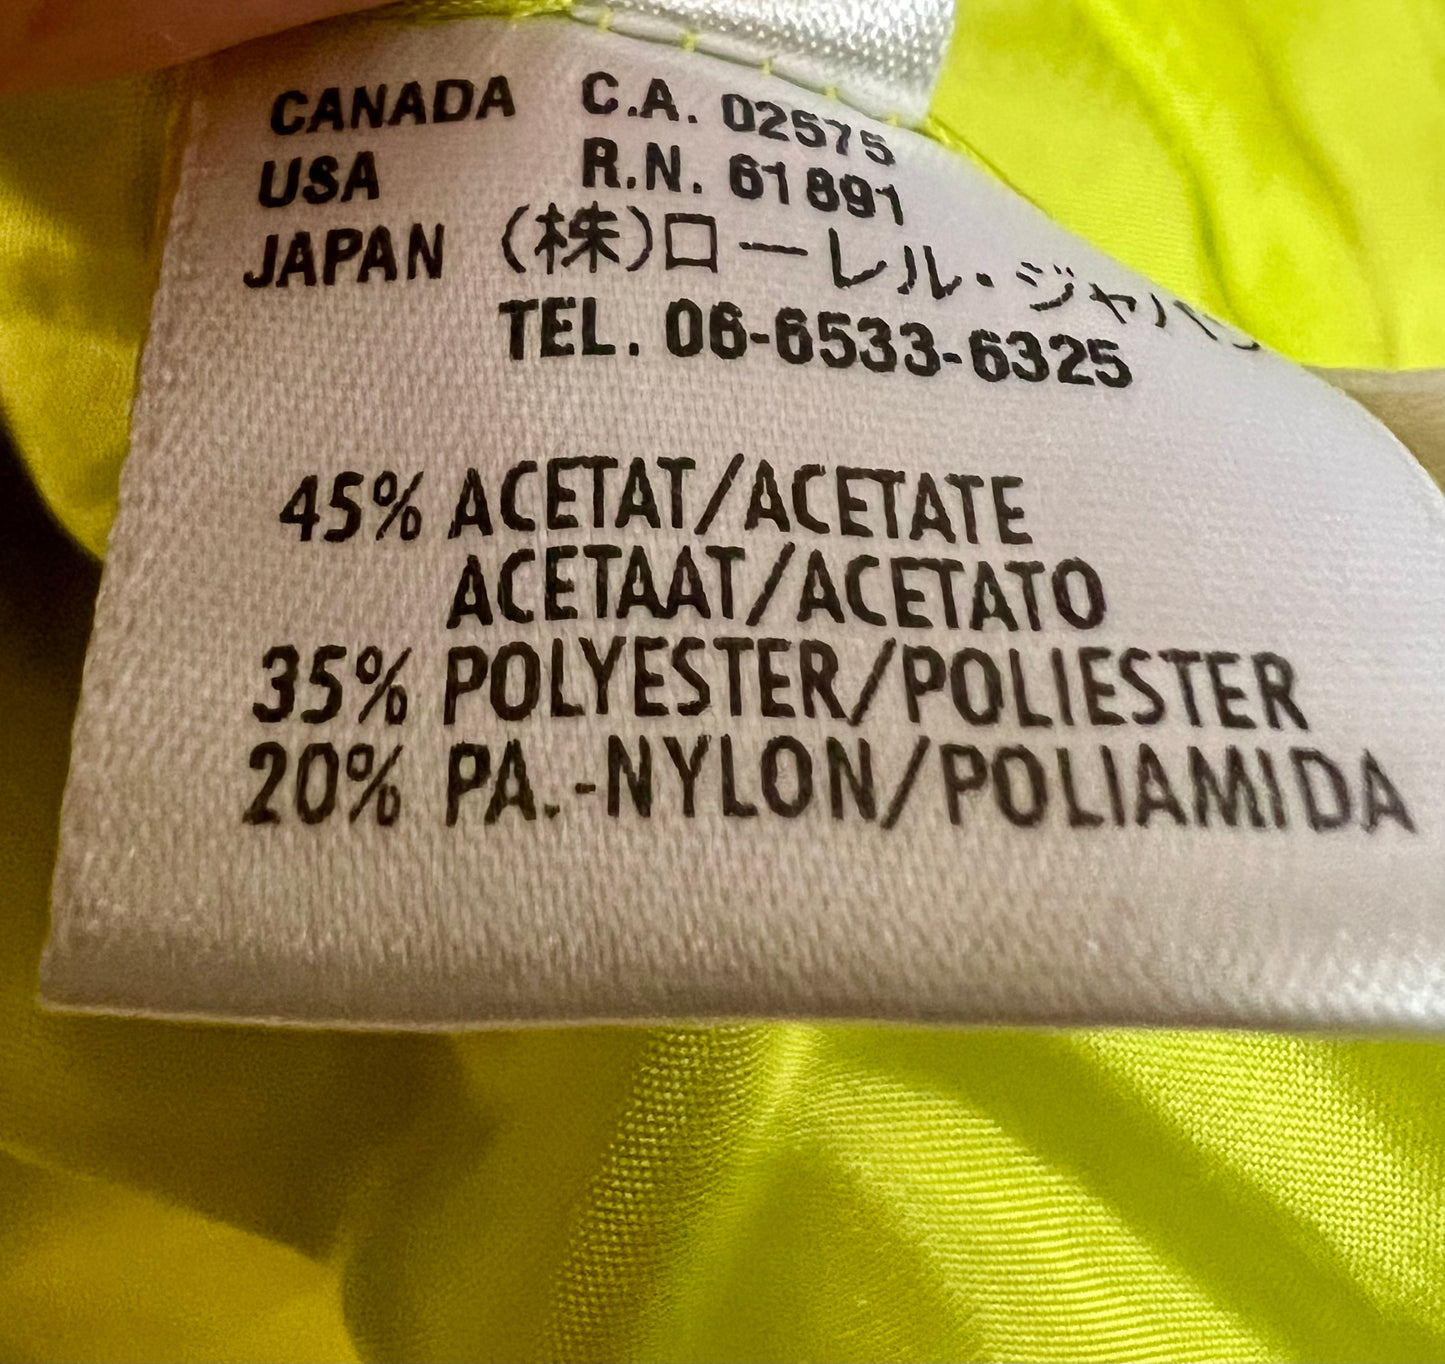 CANADA C.A. 02575
USA R.N. 61891
JAPAN (株)ローレル・ジャパン
TEL. 06-6533-6325
45% ACETAT/ACETATE
ACETAAT/ACETATO
35% POLYESTER/POLIESTER
20% PA.-NYLON/POLIAMIDA